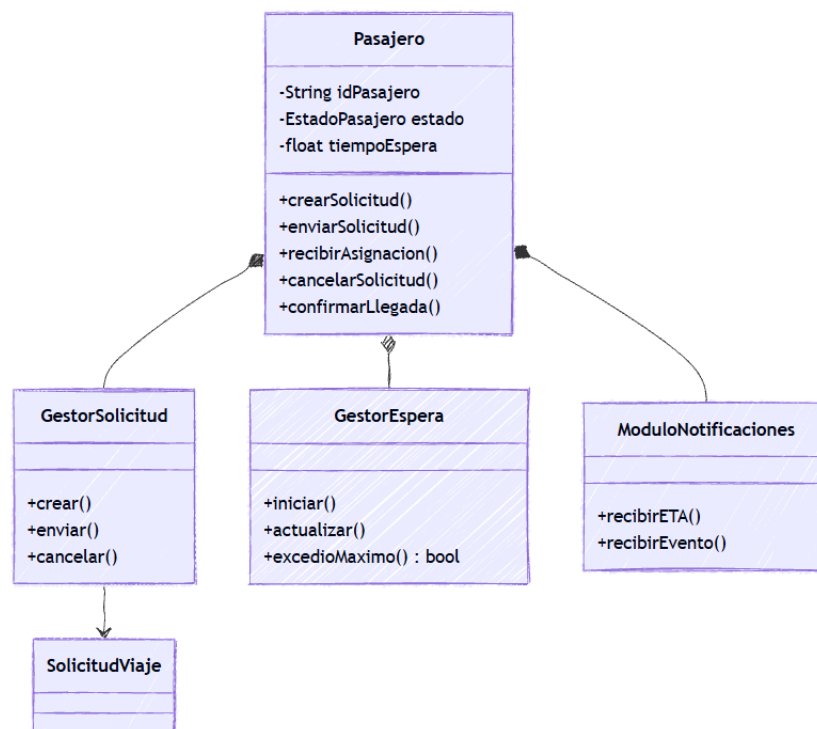 Pasajero
-String idPasajero
-EstadoPasajero estado
-float tiempoEspera
+crearSolicitud()
+enviarSolicitud()
+recibirAsignacion()
+cancelarSolicitud()
+confirmarLlegada()
GestorSolicitud
+crear()
+enviar()
+cancelar()
GestorEspera
+iniciar()
+actualizar()
+excedioMaximo() : bool
ModuloNotificaciones
+recibirETA()
+recibirEvento()
SolicitudViaje